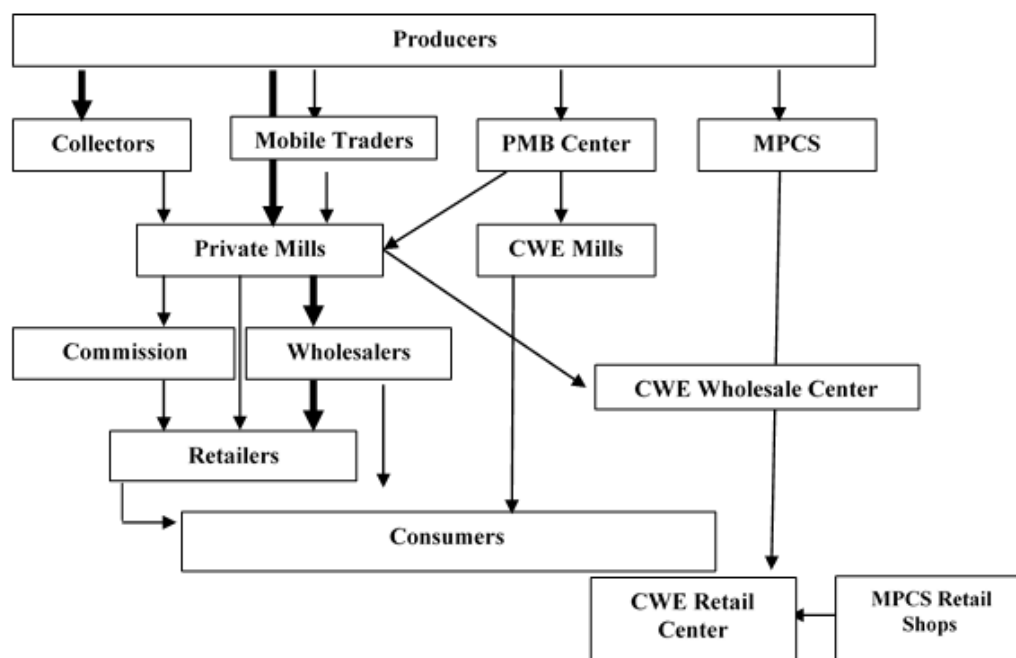 Producers
Collectors
Mobile Traders
PMB Center
MPCS
Private Mills
CWE Mills
Commission
Wholesalers
CWE Wholesale Center
Retailers
Consumers
CWE Retail
Center
MPCS Retail
Shops